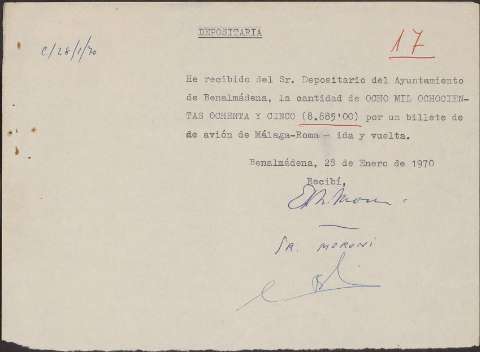 DEPOSITARIA
C/28/1/70
17
He recibido del Sr. Depositario del Ayuntamiento
de Benalmádena, la cantidad de OCHO MIL OCHOCIEN-
TAS OCHENTA Y CINCO (8.885'00) por un billete de
de avión de Málaga-Roma - ida y vuelta.
Benalmádena, 28 de Enero de 1970
Recibí,
SR. MORONI